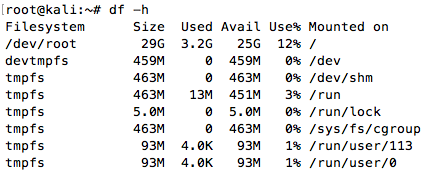 [root@kali:~# df -h
Filesystem      Size  Used Avail Use% Mounted on
/dev/root        29G  3.2G   25G  12% /
devtmpfs        459M     0  459M   0% /dev
tmpfs           463M     0  463M   0% /dev/shm
tmpfs           463M   13M  451M   3% /run
tmpfs           5.0M     0  5.0M   0% /run/lock
tmpfs           463M     0  463M   0% /sys/fs/cgroup
tmpfs            93M  4.0K   93M   1% /run/user/113
tmpfs            93M  4.0K   93M   1% /run/user/0